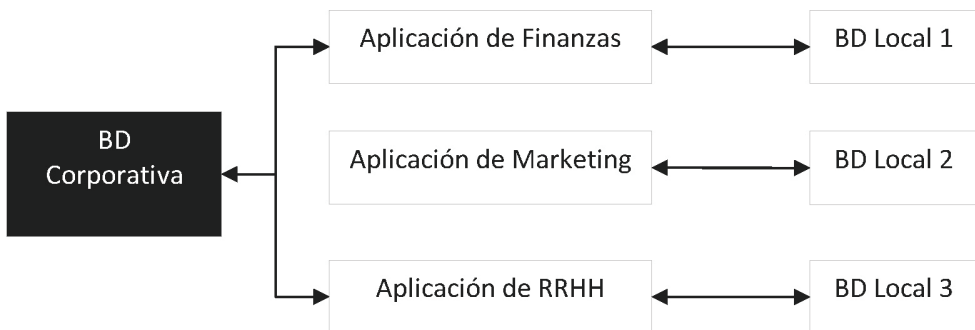 Aplicación de Finanzas
BD Local 1
BD
Corporativa
Aplicación de Marketing
BD Local 2
Aplicación de RRHH
BD Local 3